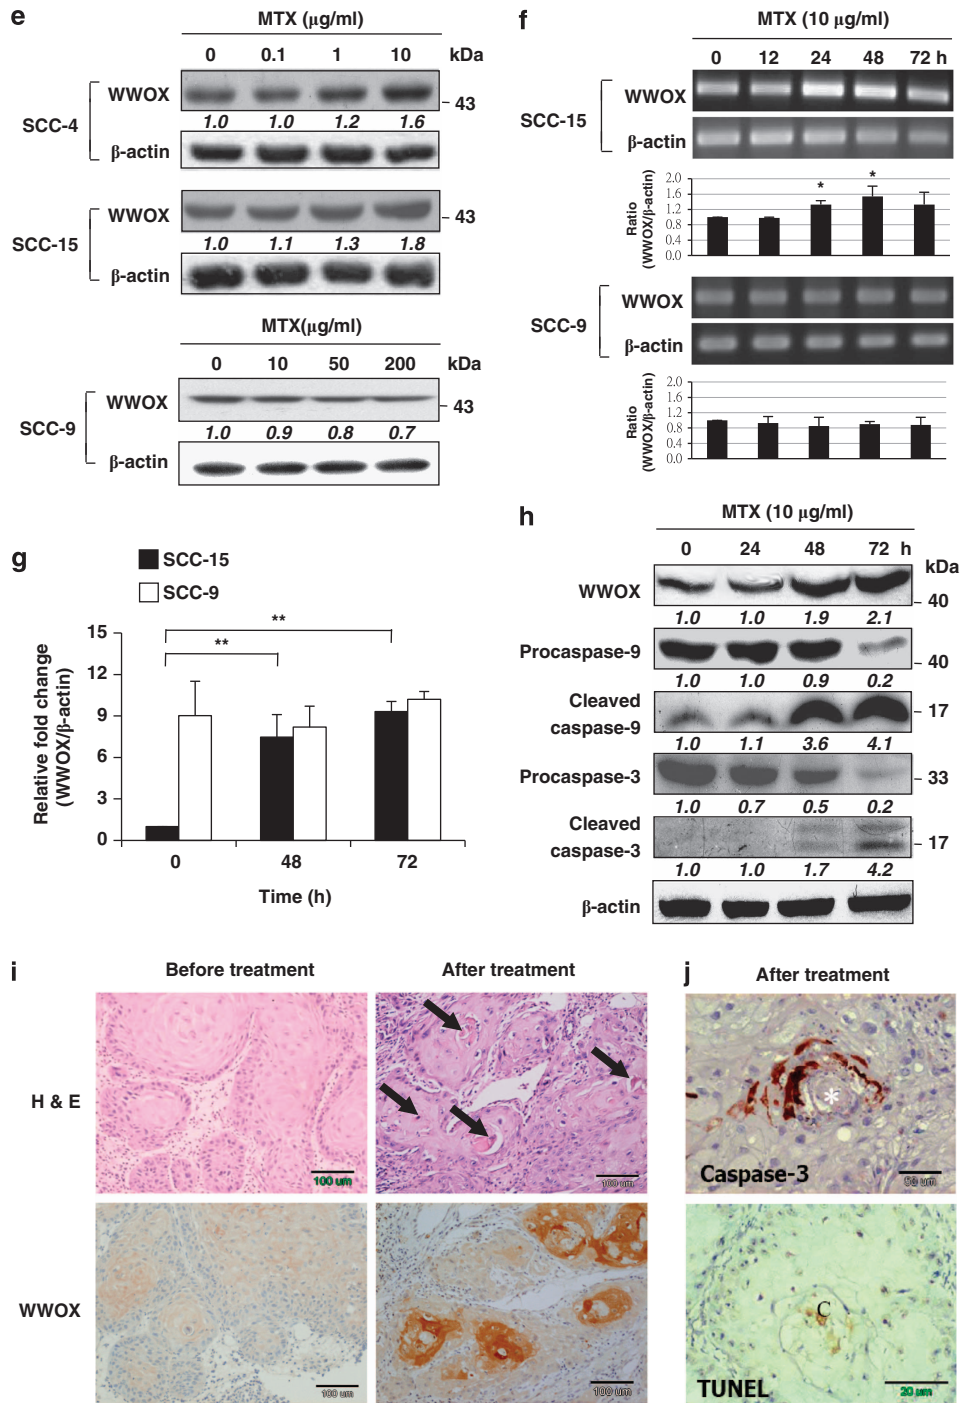 e
MTX (μg/ml)
0 0.1 1 10 kDa
SCC-4
WWOX
43
1.0 1.0 1.2 1.6
β-actin
SCC-15
WWOX
43
1.0 1.1 1.3 1.8
β-actin
MTX(μg/ml)
0 10 50 200 kDa
SCC-9
WWOX
43
1.0 0.9 0.8 0.7
β-actin
f
MTX (10 μg/ml)
0 12 24 48 72 h
SCC-15
WWOX
β-actin
Ratio
(WWOX/β-actin)
2.0
1.6
1.2
0.8
0.4
0.0
* *
SCC-9
WWOX
β-actin
Ratio
(WWOX/β-actin)
2.0
1.6
1.2
0.8
0.4
0.0
g
SCC-15
SCC-9
Relative fold change
(WWOX/β-actin)
15
12
9
6
3
0
**
**
0 48 72
Time (h)
h
MTX (10 μg/ml)
0 24 48 72 h
kDa
WWOX
40
1.0 1.0 1.9 2.1
Procaspase-9
40
1.0 1.0 0.9 0.2
Cleaved
caspase-9
17
1.0 1.1 3.6 4.1
Procaspase-3
33
1.0 0.7 0.5 0.2
Cleaved
caspase-3
17
1.0 1.0 1.7 4.2
β-actin
i
Before treatment After treatment
H & E
100 um
100 um
WWOX
100 um
100 um
j
After treatment
*
Caspase-3
50 um
C
TUNEL
20 um